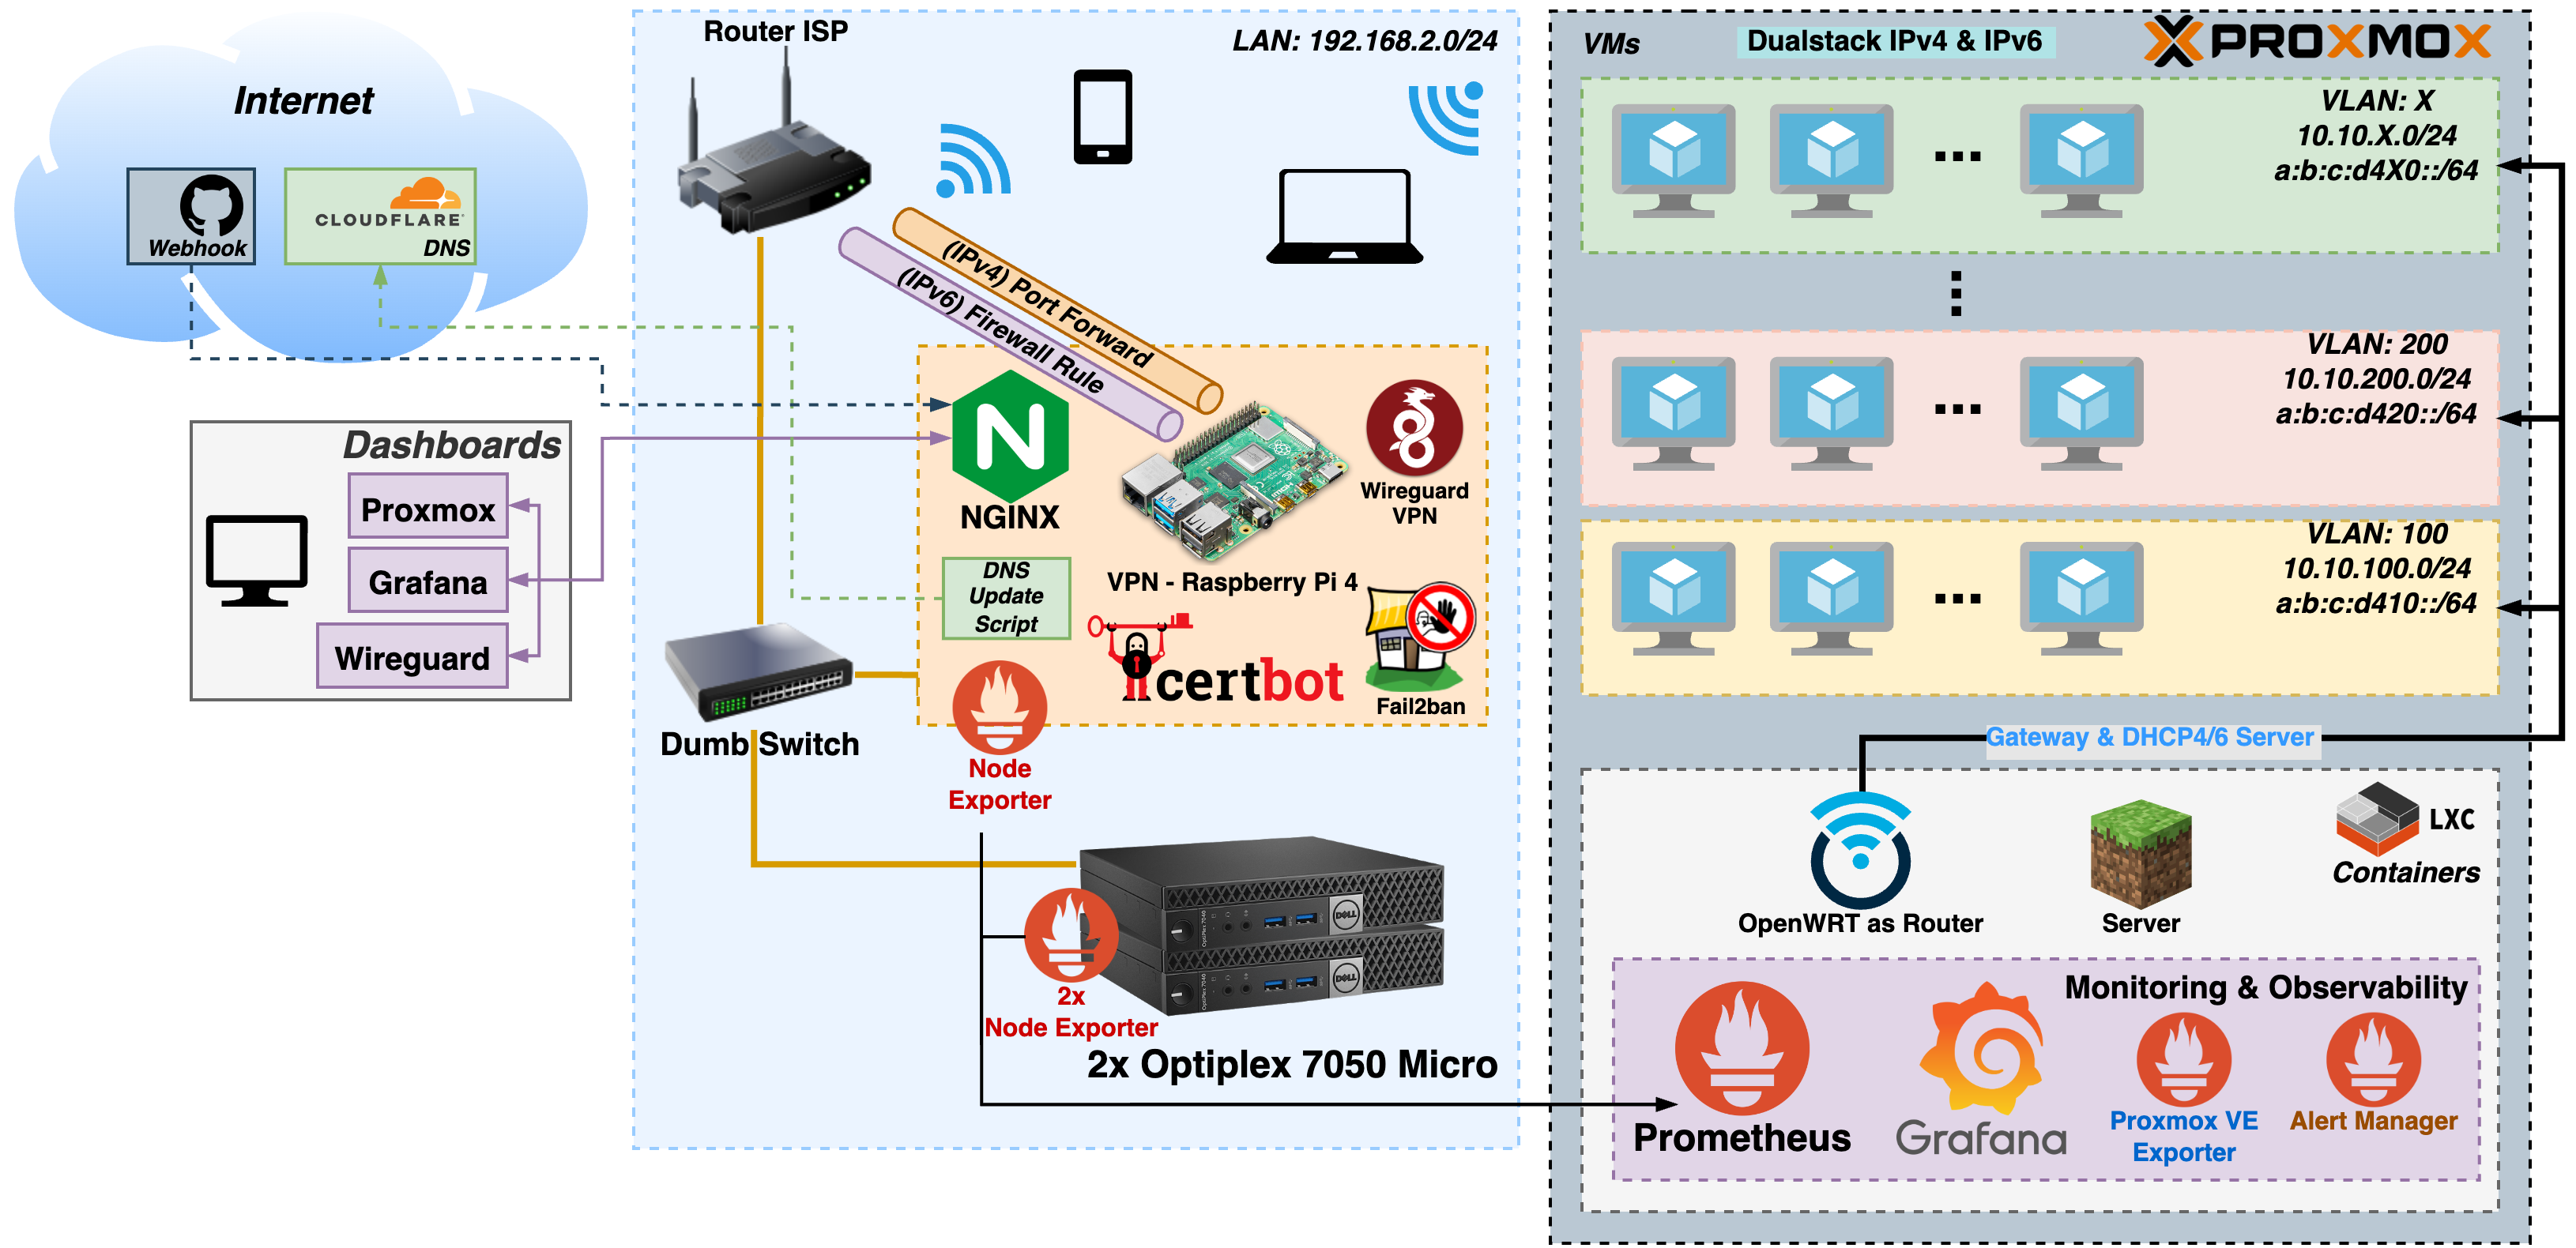 Internet
Webhook
CLOUDFLARE
DNS
Dashboards
Proxmox
Grafana
Wireguard
Router ISP
LAN: 192.168.2.0/24
(IPv4) Port Forward
(IPv6) Firewall Rule
N
NGINX
Wireguard
VPN
VPN - Raspberry Pi 4
DNS
Update
Script
certbot
Fail2ban
Node
Exporter
Dumb Switch
DELL
DELL
2x
Node Exporter
2x Optiplex 7050 Micro
VMs
Dualstack IPv4 & IPv6
PROXMOX
VLAN: X
10.10.X.0/24
a:b:c:d4X0::/64
VLAN: 200
10.10.200.0/24
a:b:c:d420::/64
VLAN: 100
10.10.100.0/24
a:b:c:d410::/64
Gateway & DHCP4/6 Server
OpenWRT as Router
Server
LXC
Containers
Monitoring & Observability
Prometheus
Grafana
Proxmox VE
Exporter
Alert Manager